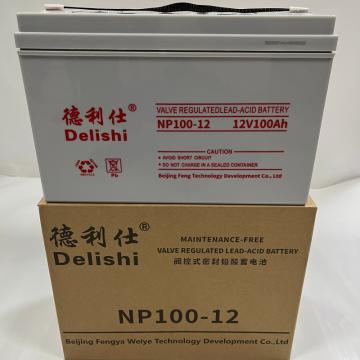 德利仕®
Delishi
VALVE REGULATEDLEAD-ACID BATTERY
NP100-12 12V100Ah
CAUTION
• AVOID SHORT CIRCUIT
• DO NOT CHARGE IN A SEALED CONTAINER
Pb
Beijing Feng Technology Development Co., Ltd
德利仕®
Delishi
MAINTENANCE-FREE
VALVE REGULATED LEAD-ACID BATTERY
阀控式密封铅酸蓄电池
NP100-12
Beijing Fengya Weiye Technology Development Co., Ltd